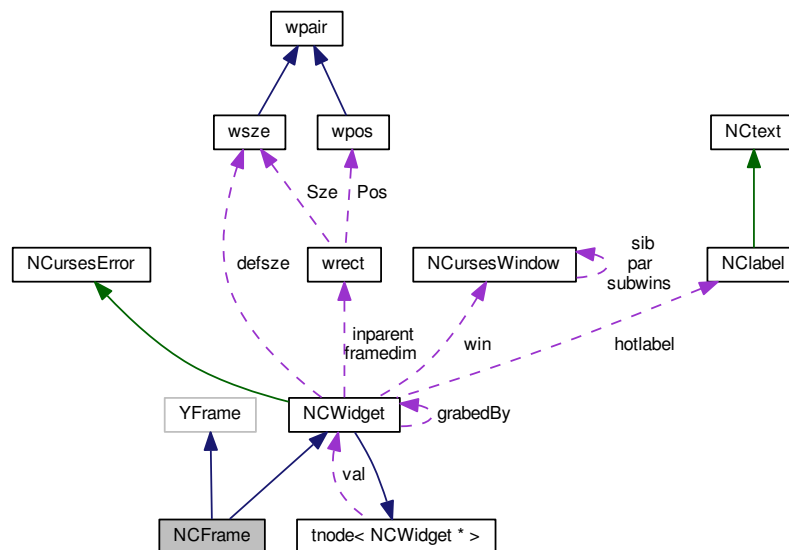 wpair
wsze
wpos
NCtext
Sze
Pos
NCursesError
defsze
wrect
NCursesWindow
sib
par
subwins
NClabel
inparent
framedim
win
hotlabel
YFrame
NCWidget
grabedBy
val
NCFrame
tnode< NCWidget * >